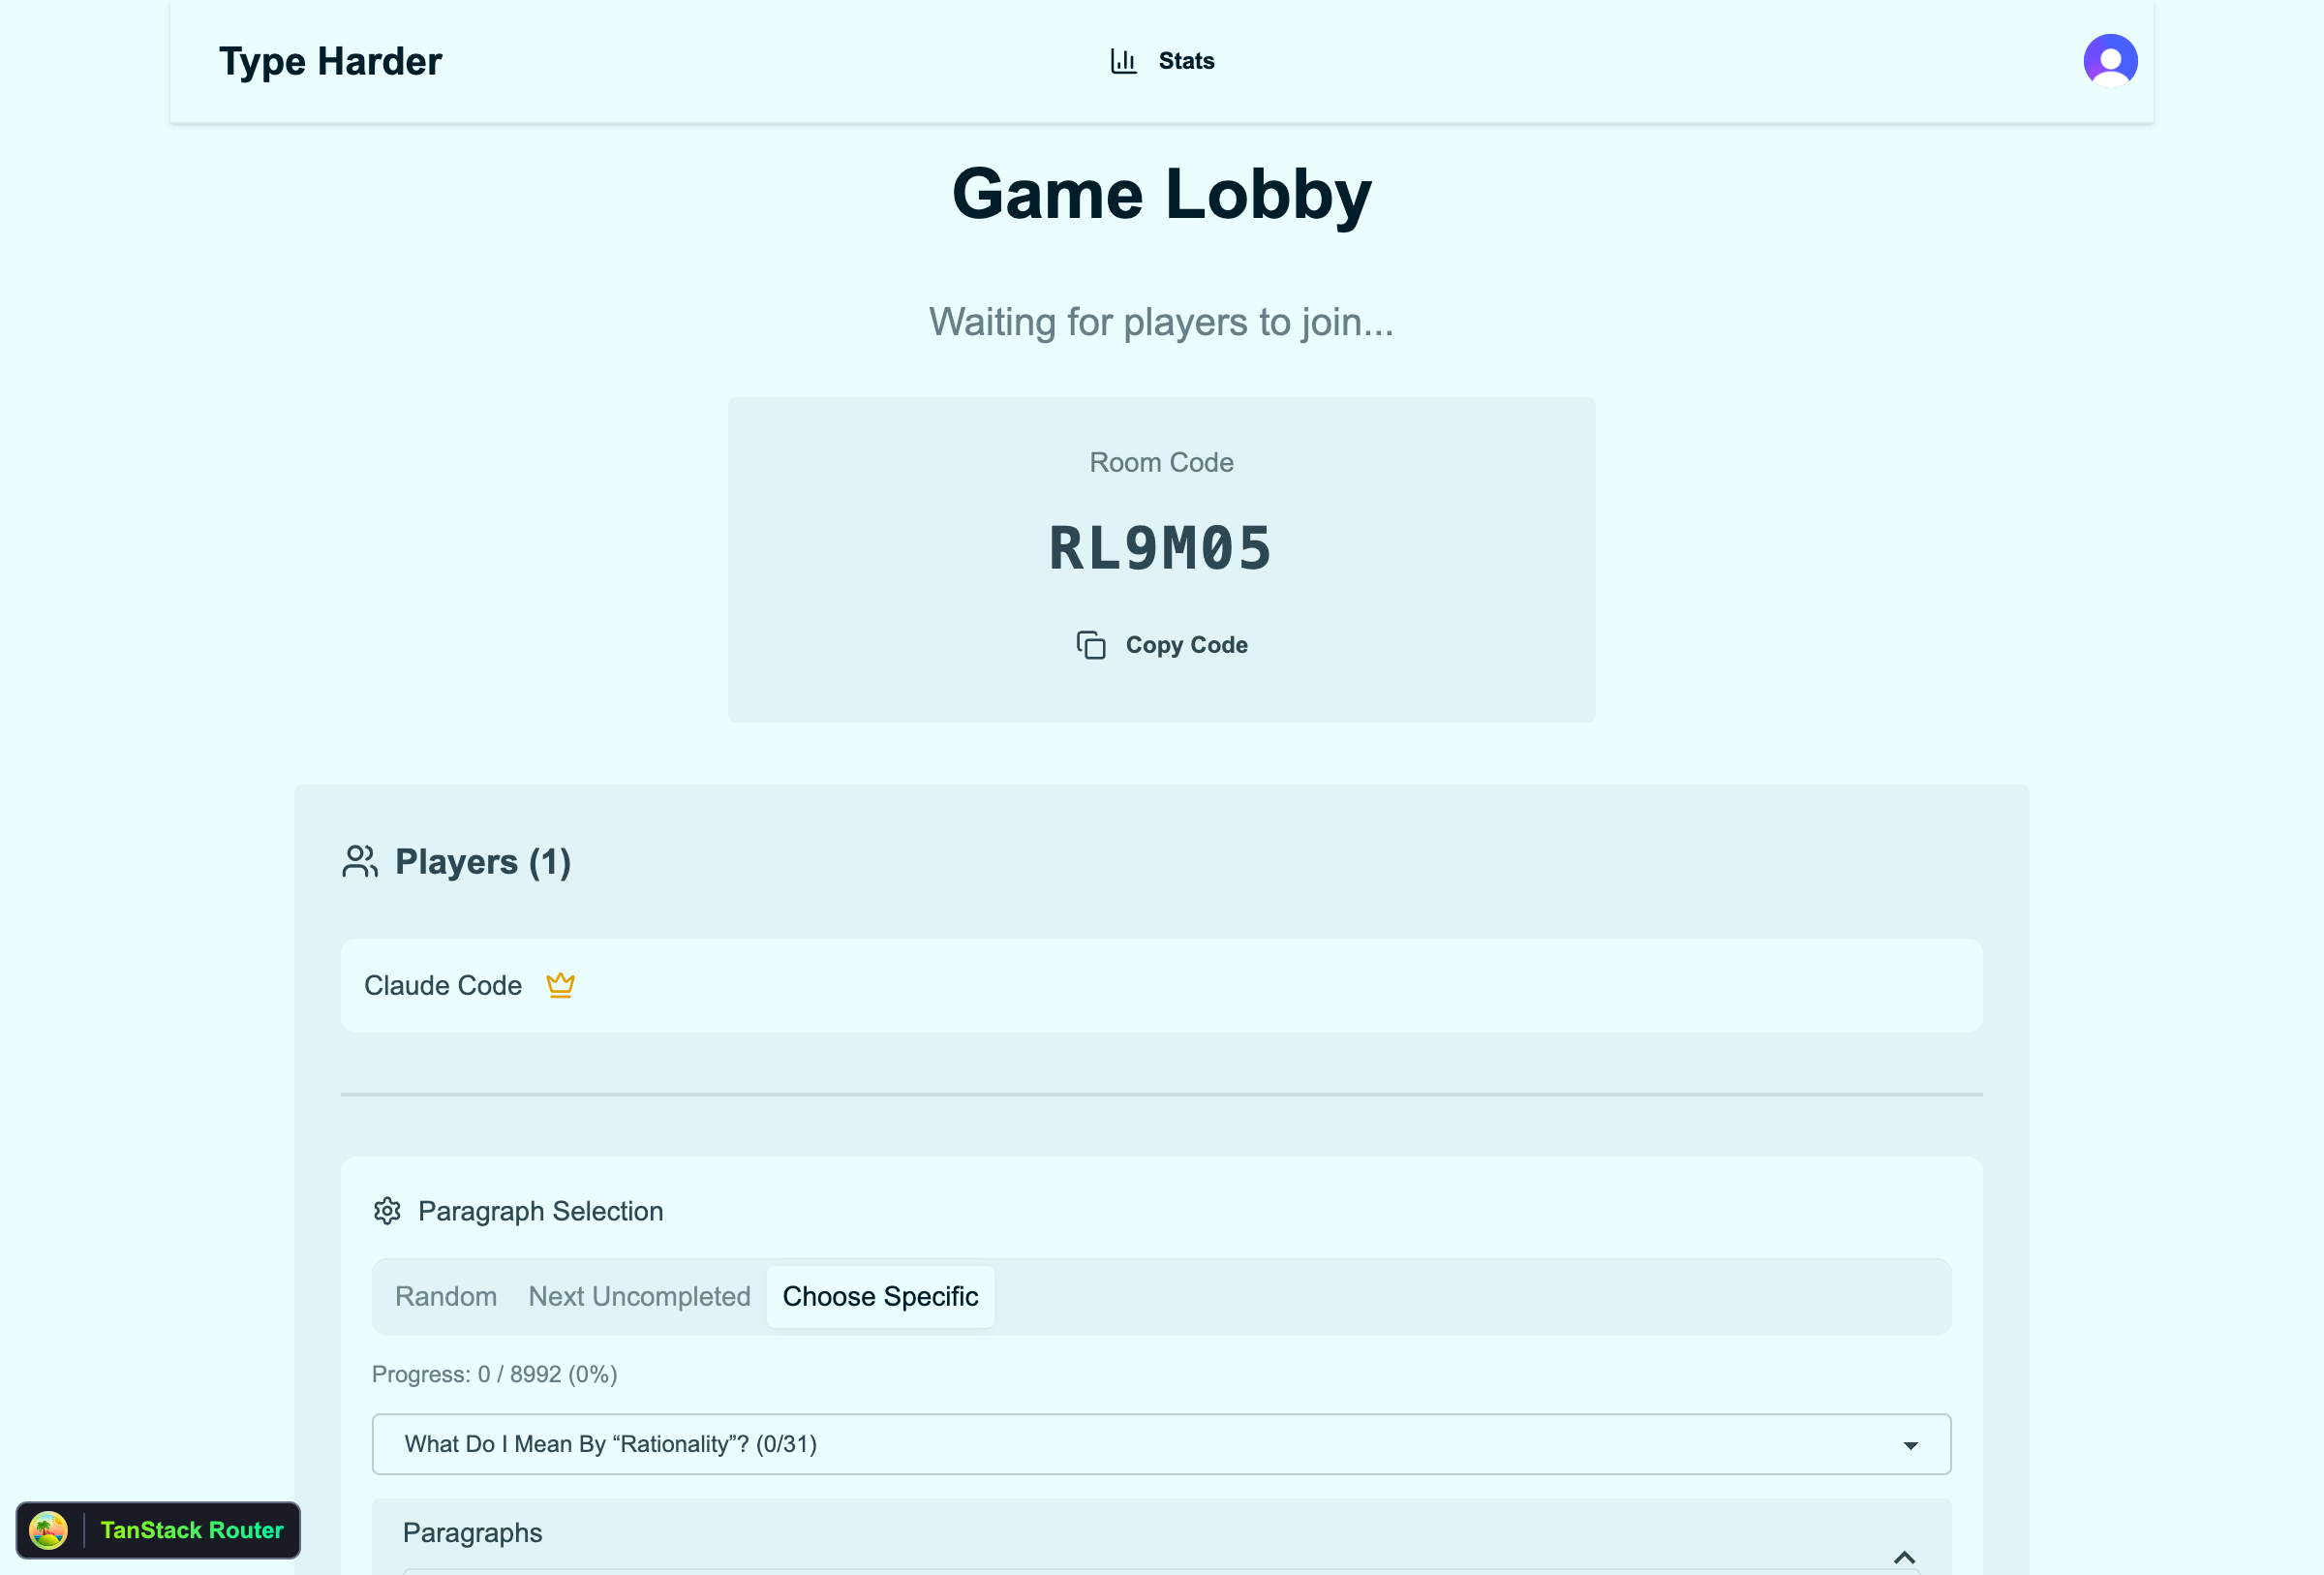 Type Harder
Stats
Game Lobby
Waiting for players to join...
Room Code
RL9M05
Copy Code
Players (1)
Claude Code
Paragraph Selection
Random Next Uncompleted Choose Specific
Progress: 0 / 8992 (0%)
What Do I Mean By “Rationality”? (0/31)
Paragraphs
TanStack Router